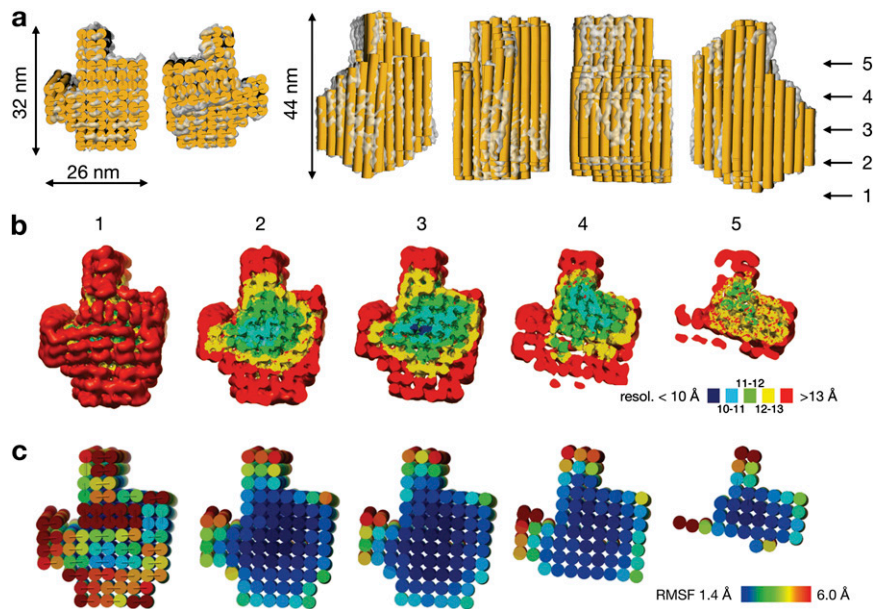 a
32 nm
26 nm
44 nm
5
4
3
2
1
b
1 2 3 4 5
11-12
resol. < 10 Å >13 Å
10-11 12-13
c
RMSF 1.4 Å 6.0 Å